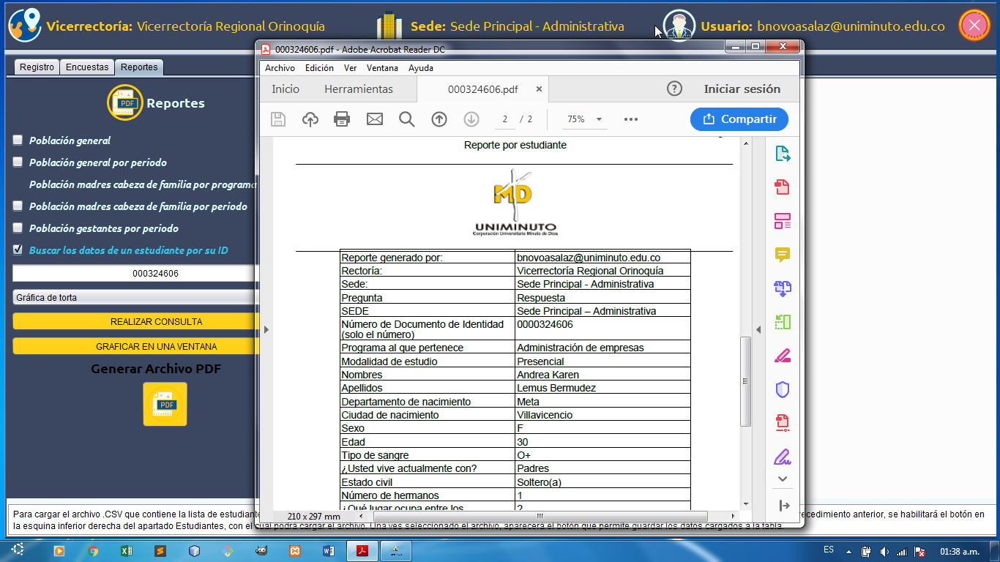 Vicerrectoría: Vicerrectoría Regional Orinoquía
Sede: Sede Principal - Administrativa
Usuario: bnovoasalaz@uniminuto.edu.co
Registro Encuestas Reportes
PDF Reportes
Población general
Población general por periodo
Población madres cabeza de familia por programa
Población madres cabeza de familia por periodo
Población gestantes por periodo
Buscar los datos de un estudiante por su ID
000324606
Gráfica de torta
REALIZAR CONSULTA
GRAFICAR EN UNA VENTANA
Generar Archivo PDF
PDF
000324606.pdf - Adobe Acrobat Reader DC
Archivo Edición Ver Ventana Ayuda
Inicio Herramientas 000324606.pdf × ? Iniciar sesión
2 / 2 75% Compartir
Reporte por estudiante
MD
UNIMINUTO
Corporación Universitaria Minuto de Dios
Reporte generado por: bnovoasalaz@uniminuto.edu.co
Rectoría: Vicerrectoría Regional Orinoquía
Sede: Sede Principal - Administrativa
Pregunta Respuesta
SEDE Sede Principal – Administrativa
Número de Documento de Identidad 0000324606
(solo el número)
Programa al que pertenece Administración de empresas
Modalidad de estudio Presencial
Nombres Andrea Karen
Apellidos Lemus Bermudez
Departamento de nacimiento Meta
Ciudad de nacimiento Villavicencio
Sexo F
Edad 30
Tipo de sangre O+
¿Usted vive actualmente con? Padres
Estado civil Soltero(a)
Número de hermanos 1
¿Qué lugar ocupa entre los 2
210 x 297 mm
Para cargar el archivo .CSV que contiene la lista de estudiante
cedimiento anterior, se habilitará el botón en
la esquina inferior derecha del apartado Estudiantes, con el cual podrá cargar el archivo. Una vés seleccionado el archivo, aparecerá el botón que permite guardar los datos cargados a la tabla.
ES 01:38 a.m.